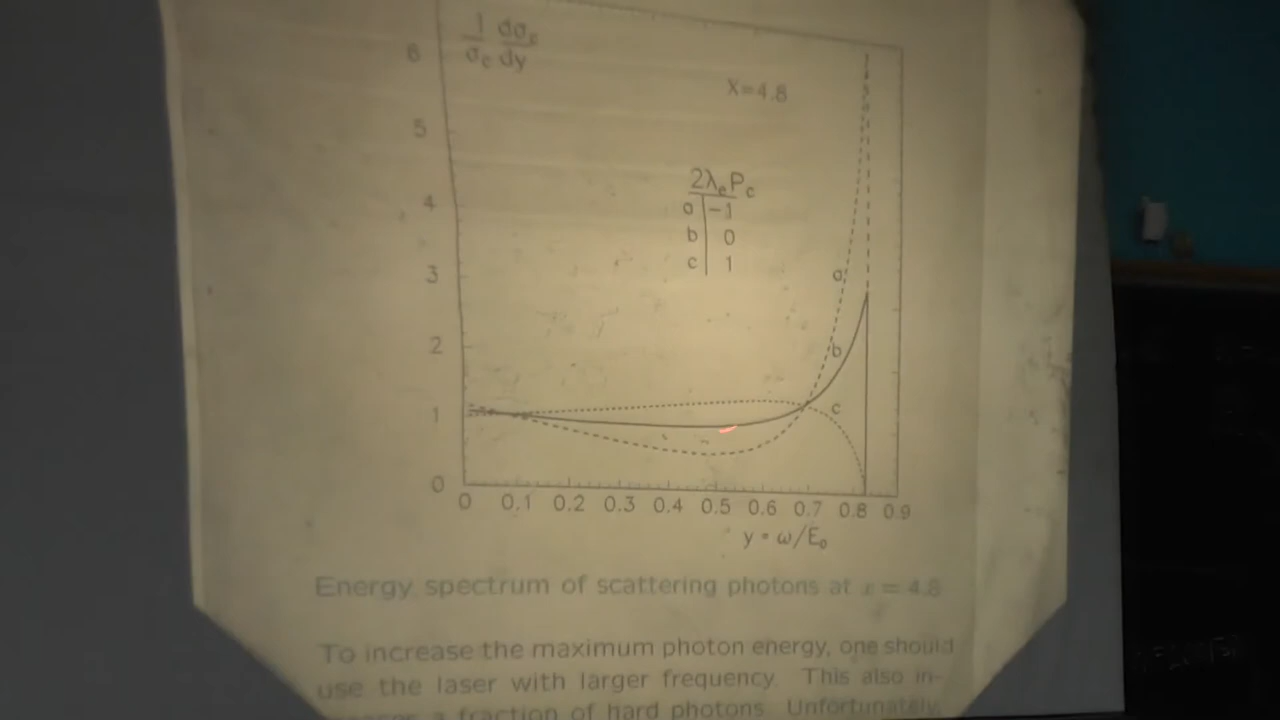 1 dσc
σc dy
6
5
4
3
2
1
0
X=4.8
2λePc
a -1
b 0
c 1
a
b
c
0 0.1 0.2 0.3 0.4 0.5 0.6 0.7 0.8 0.9
y = ω/E₀
Energy spectrum of scattering photons at x = 4.8
To increase the maximum photon energy, one should
use the laser with larger frequency. This also in-
a fraction of hard photons. Unfortunately,